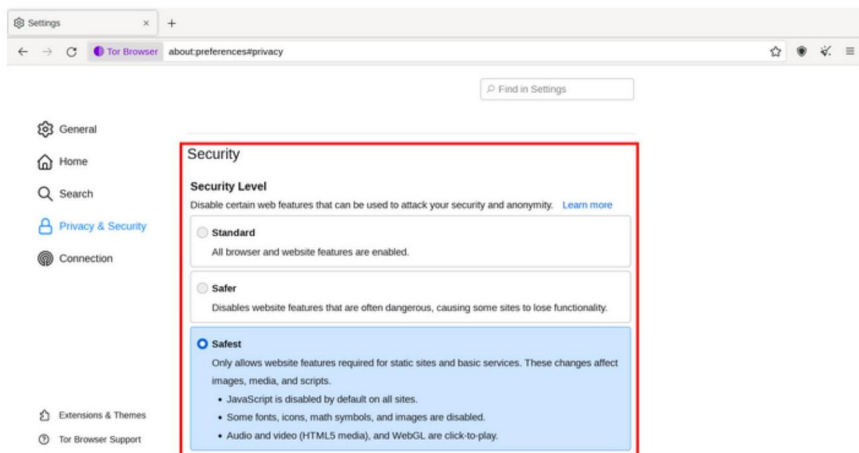 Settings
Tor Browser
about:preferences#privacy
Find in Settings
General
Home
Search
Privacy & Security
Connection
Extensions & Themes
Tor Browser Support
Security
Security Level
Disable certain web features that can be used to attack your security and anonymity. Learn more
Standard
All browser and website features are enabled.
Safer
Disables website features that are often dangerous, causing some sites to lose functionality.
Safest
Only allows website features required for static sites and basic services. These changes affect
images, media, and scripts.
• JavaScript is disabled by default on all sites.
• Some fonts, icons, math symbols, and images are disabled.
• Audio and video (HTML5 media), and WebGL are click-to-play.